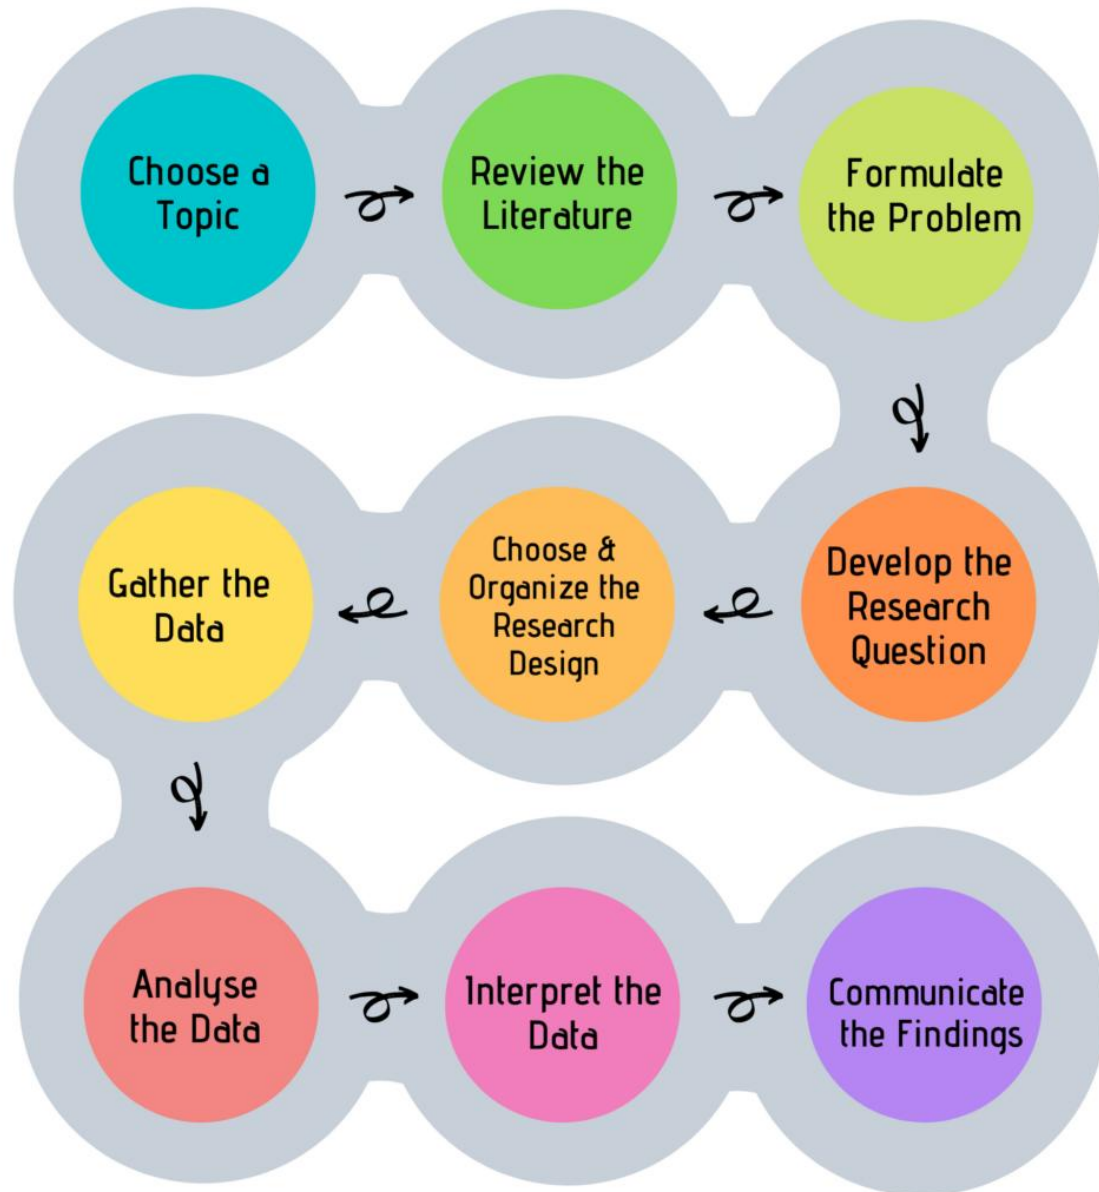 Choose a
Topic
Review the
Literature
Formulate
the Problem
Develop the
Research
Question
Choose &
Organize the
Research
Design
Gather the
Data
Analyse
the Data
Interpret the
Data
Communicate
the Findings